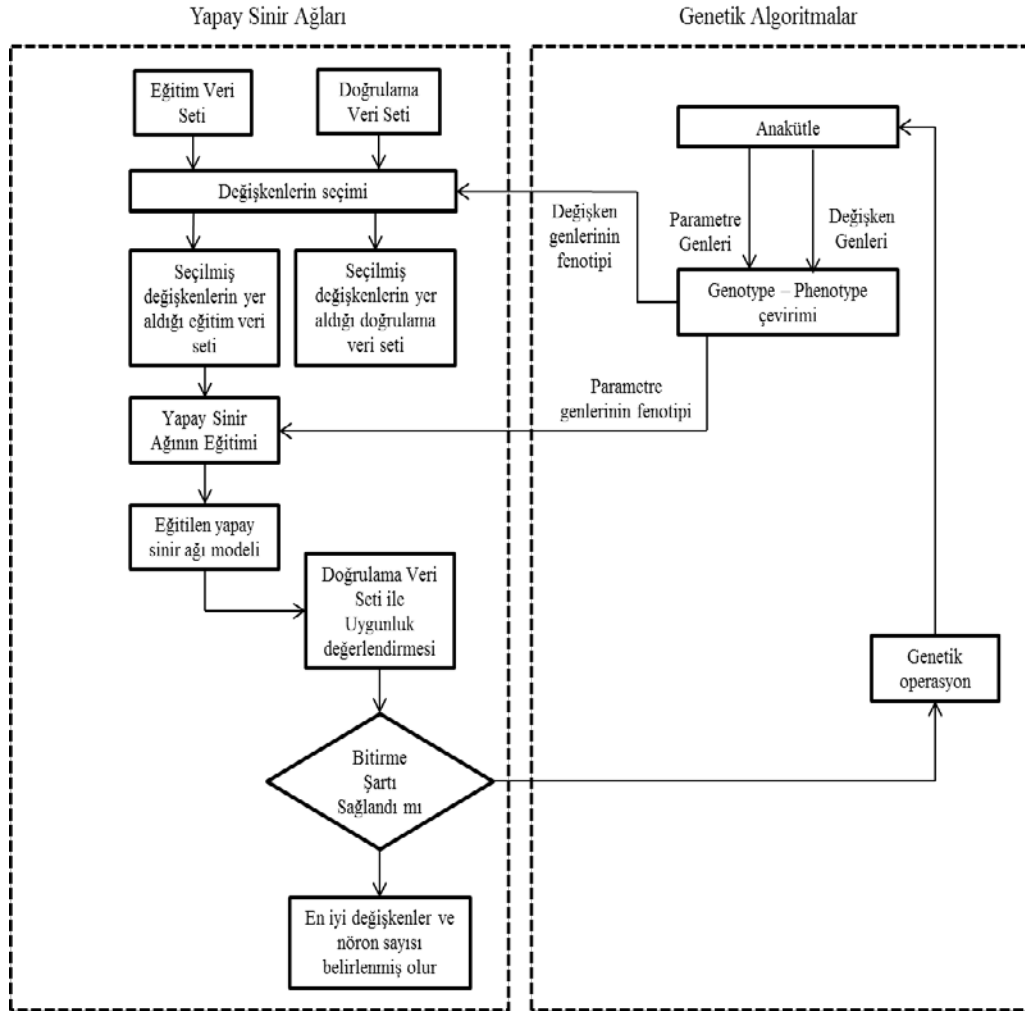 Yapay Sinir Ağları
Genetik Algoritmalar
Eğitim Veri
Seti
Doğrulama
Veri Seti
Değişkenlerin seçimi
Seçilmiş
değişkenlerin yer
aldığı eğitim veri
seti
Seçilmiş
değişkenlerin yer
aldığı doğrulama
veri seti
Yapay Sinir
Ağının Eğitimi
Eğitilen yapay
sinir ağı modeli
Doğrulama Veri
Seti ile
Uygunluk
değerlendirmesi
Bitirme
Şartı
Sağlandı mı
En iyi değişkenler ve
nöron sayısı
belirlenmiş olur
Anakütle
Parametre
Genleri
Değişken
Genleri
Genotype – Phenotype
çevirimi
Değişken
genlerinin
fenotipi
Parametre
genlerinin fenotipi
Genetik
operasyon